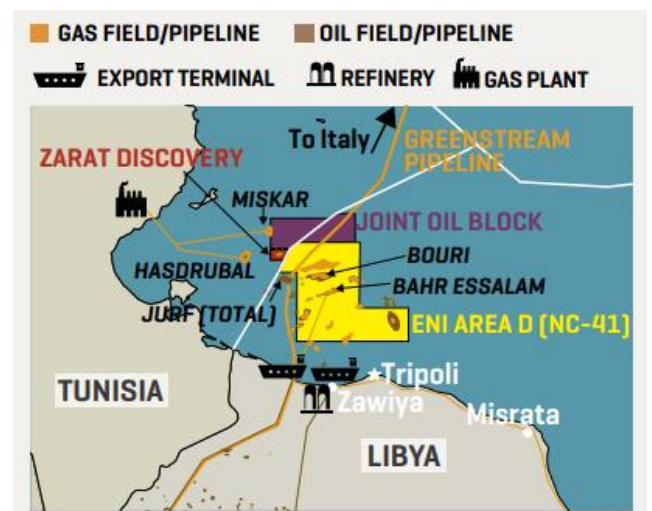 GAS FIELD/PIPELINE
OIL FIELD/PIPELINE
EXPORT TERMINAL
REFINERY
GAS PLANT
To Italy
GREENSTREAM
PIPELINE
ZARAT DISCOVERY
MISKAR
JOINT OIL BLOCK
HASDRUBAL
BOURI
BAHR ESSALAM
JURF (TOTAL)
ENI AREA D (NC-41)
TUNISIA
Tripoli
Zawiya
Misrata
LIBYA